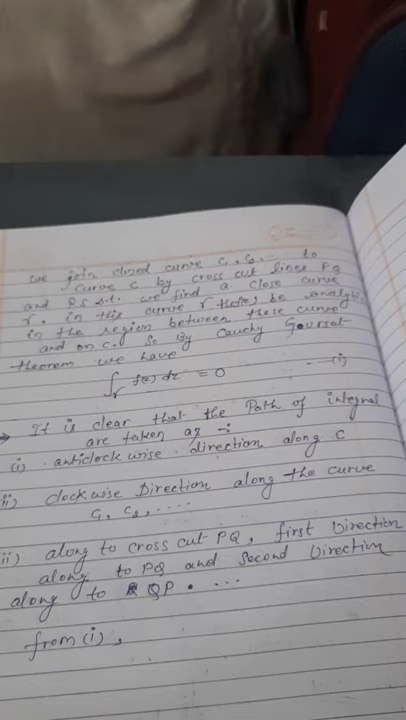 we join closed curve C₁, C₂... to
curve C by cross cut lines PQ
and RS s.t. we find a close curve
r. in this curve r there, be analytic
in the region between these curve
and on C. So By Cauchy Goursat
theorem we have
∫r f(z) dz = 0 --(i)
→ It is clear that the Path of integral
are taken as -:
(i). anticlockwise direction along C
ii) clockwise Direction along the curve
C₁, C₂, ....
ii) along to cross cut PQ, first Direction
along to PQ and second Direction
along to QP. ...
from (i),